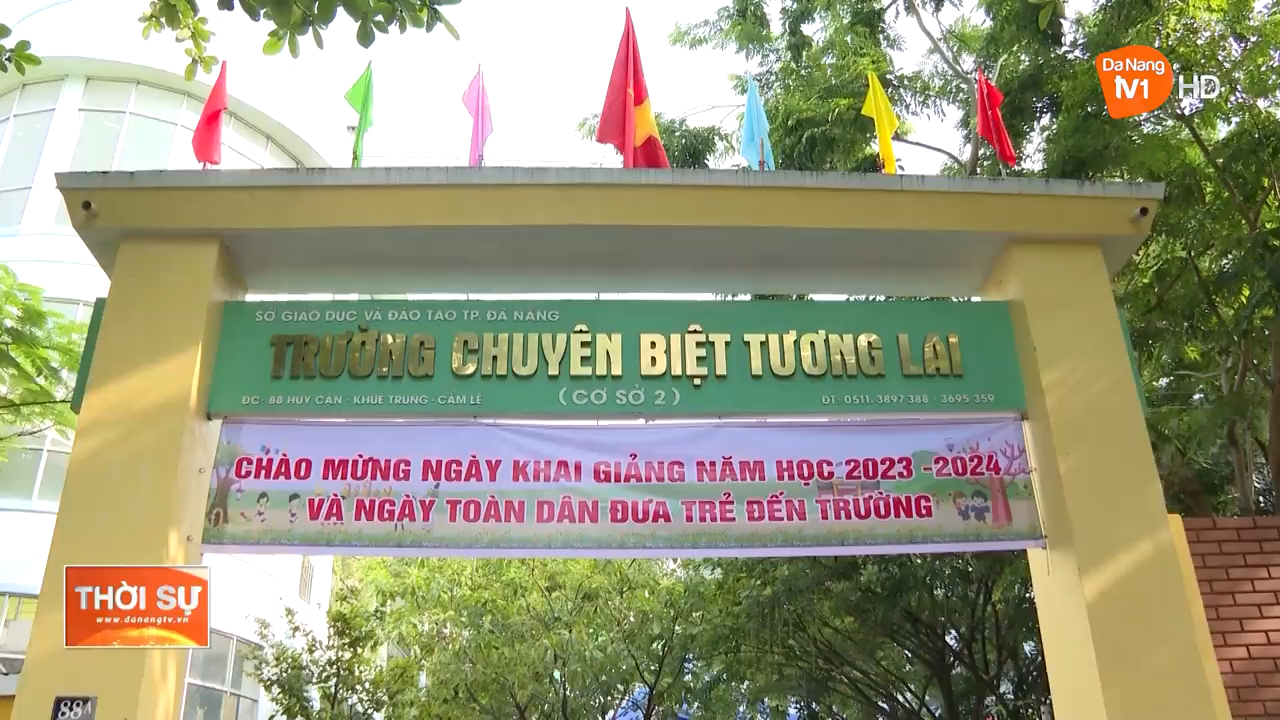 Da Nang
TV1 HD
SỞ GIÁO DỤC VÀ ĐÀO TẠO TP. ĐÀ NẴNG
TRƯỜNG CHUYÊN BIỆT TƯƠNG LAI
ĐC: 88 HUY CẬN - KHUÊ TRUNG - CẨM LỆ
(CƠ SỞ 2)
ĐT: 0511. 3897 388 - 3695 359
CHÀO MỪNG NGÀY KHAI GIẢNG NĂM HỌC 2023 -2024
VÀ NGÀY TOÀN DÂN ĐƯA TRẺ ĐẾN TRƯỜNG
THỜI SỰ
www.danangtv.vn
88A